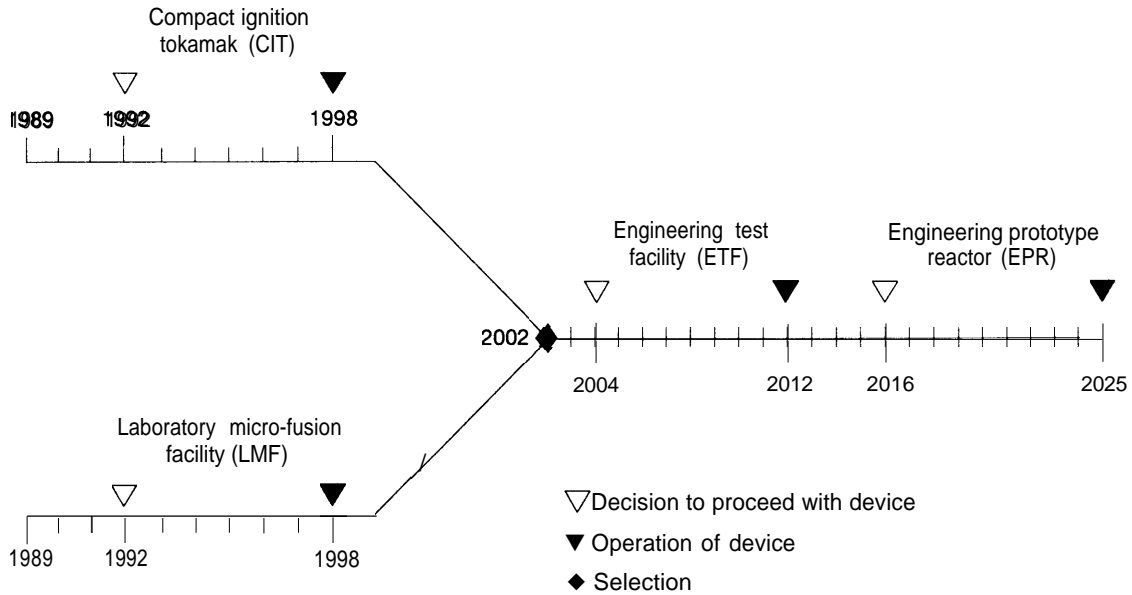 Compact ignition
tokamak (CIT)
1989 1992 1998
Engineering test
facility (ETF)
Engineering prototype
reactor (EPR)
2002
2004 2012 2016 2025
Laboratory micro-fusion
facility (LMF)
1989 1992 1998
Decision to proceed with device
Operation of device
Selection